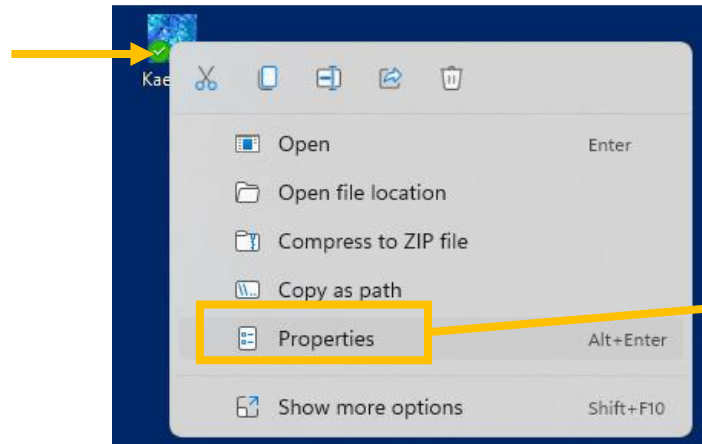 Kae
Open Enter
Open file location
Compress to ZIP file
Copy as path
Properties Alt+Enter
Show more options Shift+F10